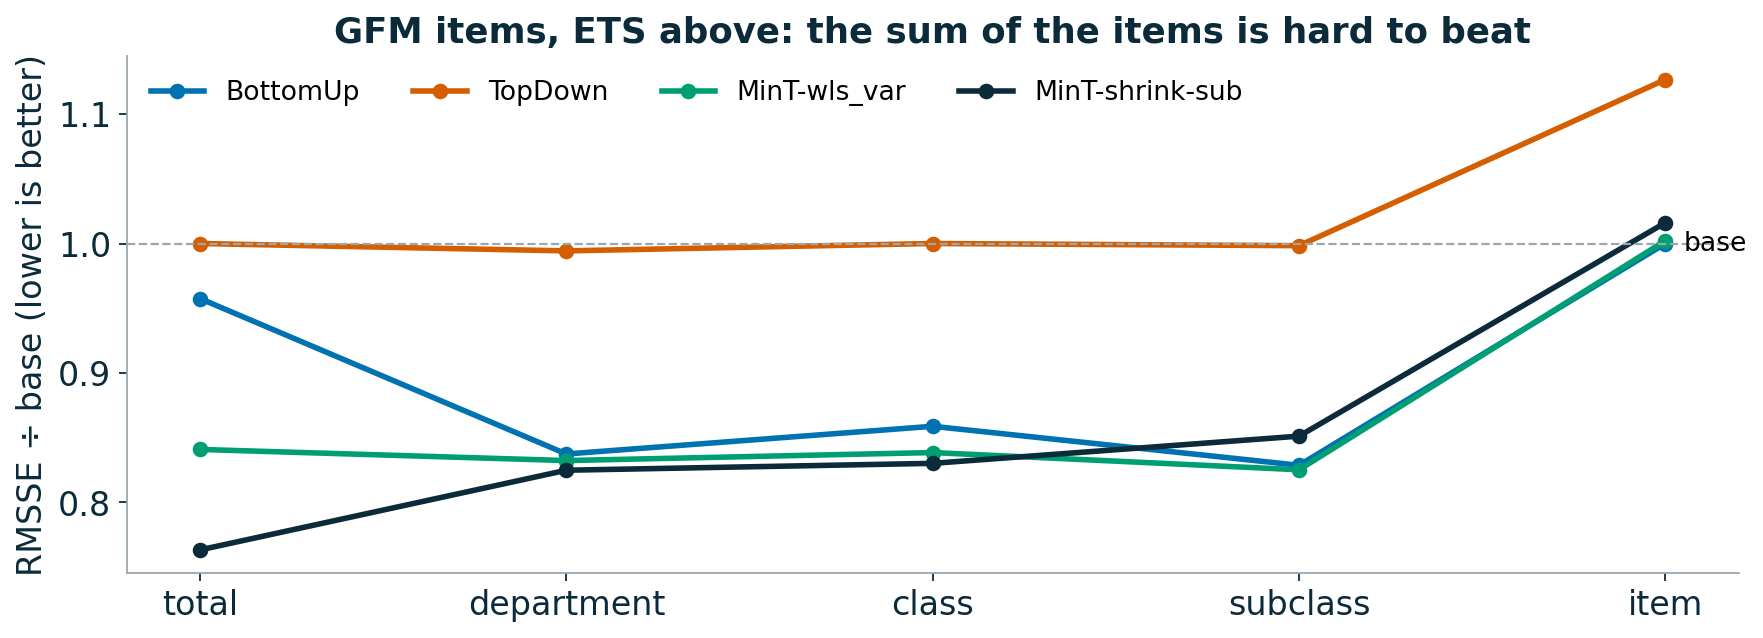 GFM items, ETS above: the sum of the items is hard to beat
BottomUp TopDown MinT-wls_var MinT-shrink-sub
RMSSE ÷ base (lower is better)
1.1
1.0
0.9
0.8
base
total department class subclass item